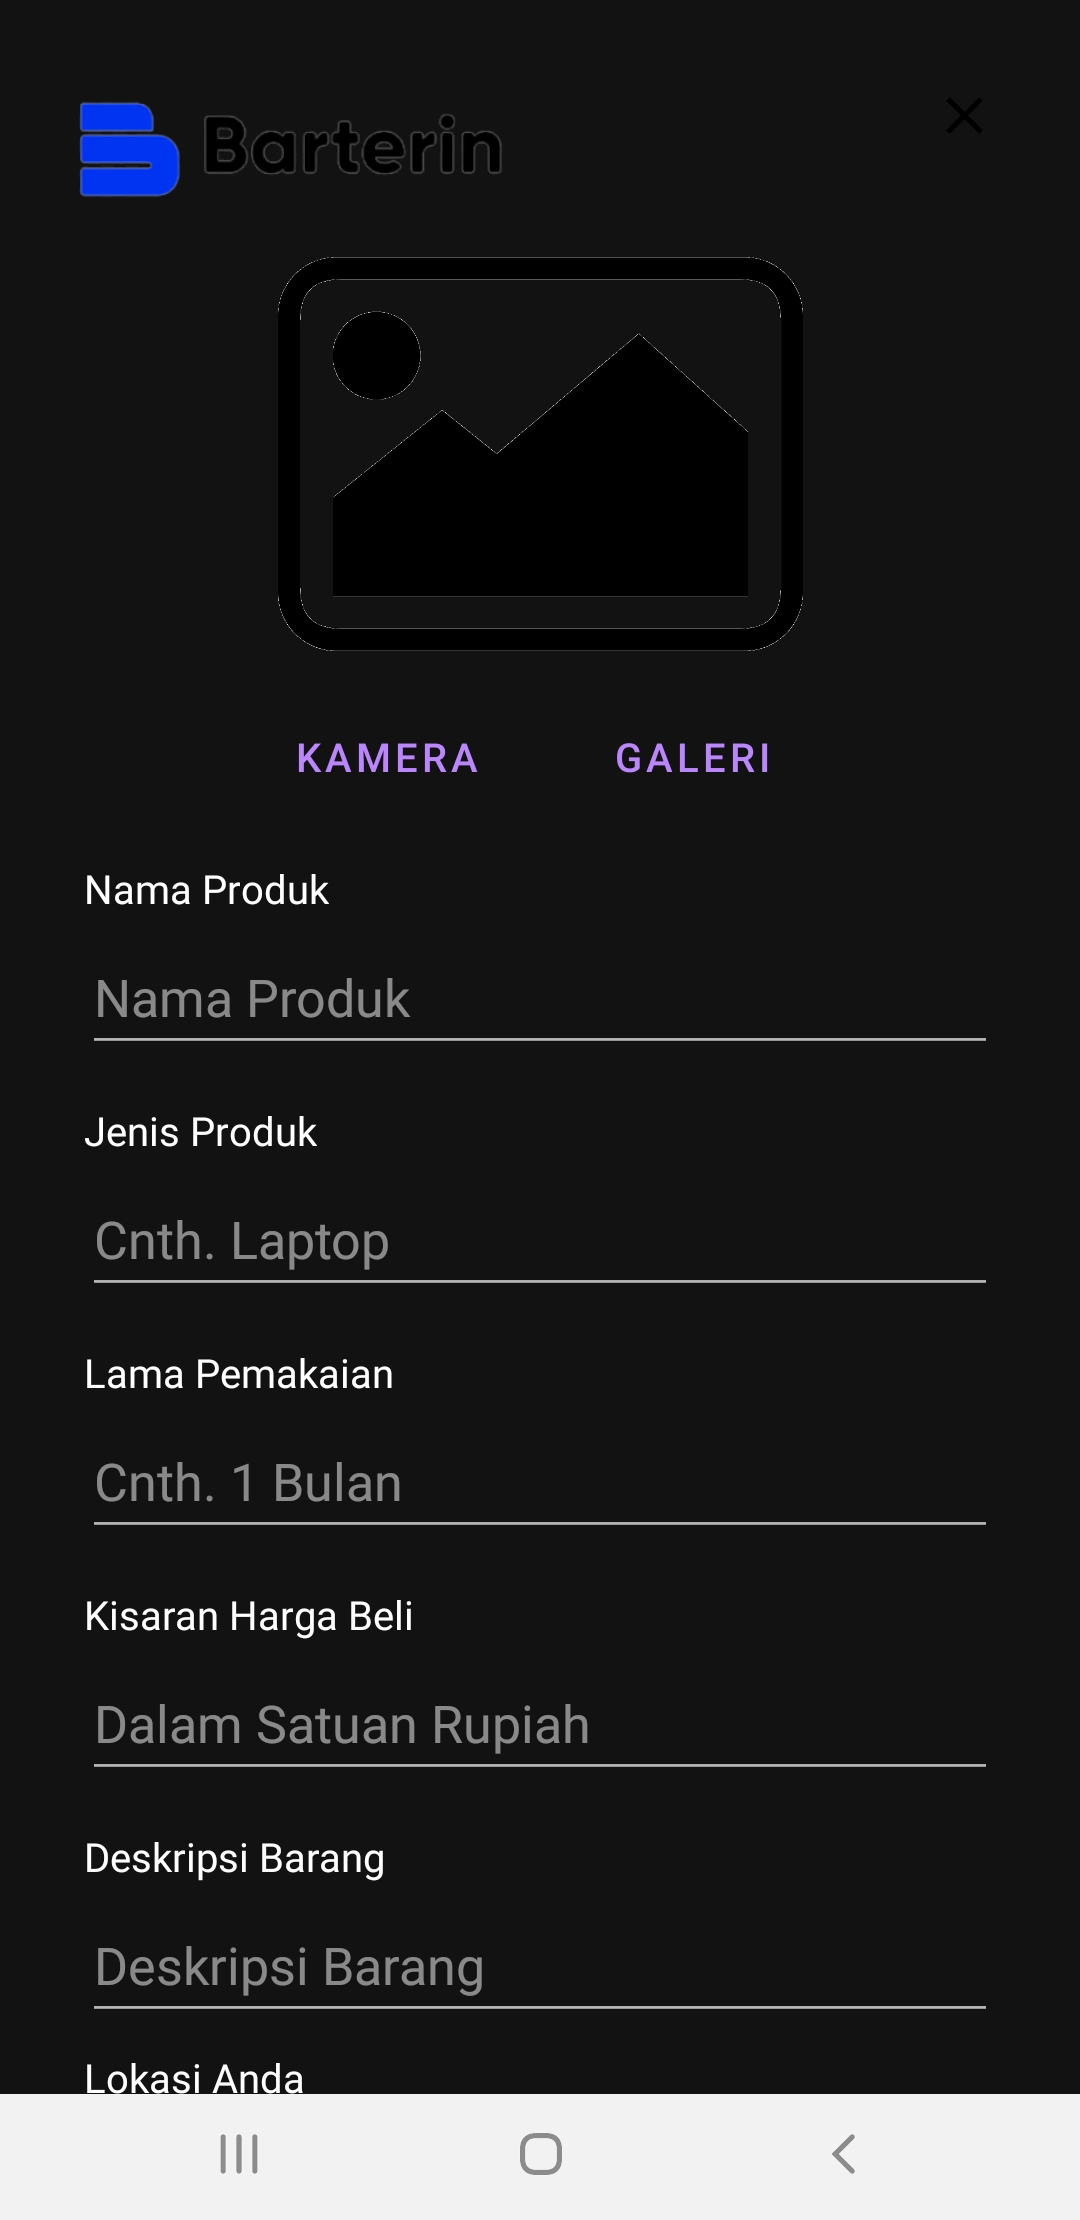 Barterin
KAMERA GALERI
Nama Produk
Nama Produk
Jenis Produk
Cnth. Laptop
Lama Pemakaian
Cnth. 1 Bulan
Kisaran Harga Beli
Dalam Satuan Rupiah
Deskripsi Barang
Deskripsi Barang
Lokasi Anda